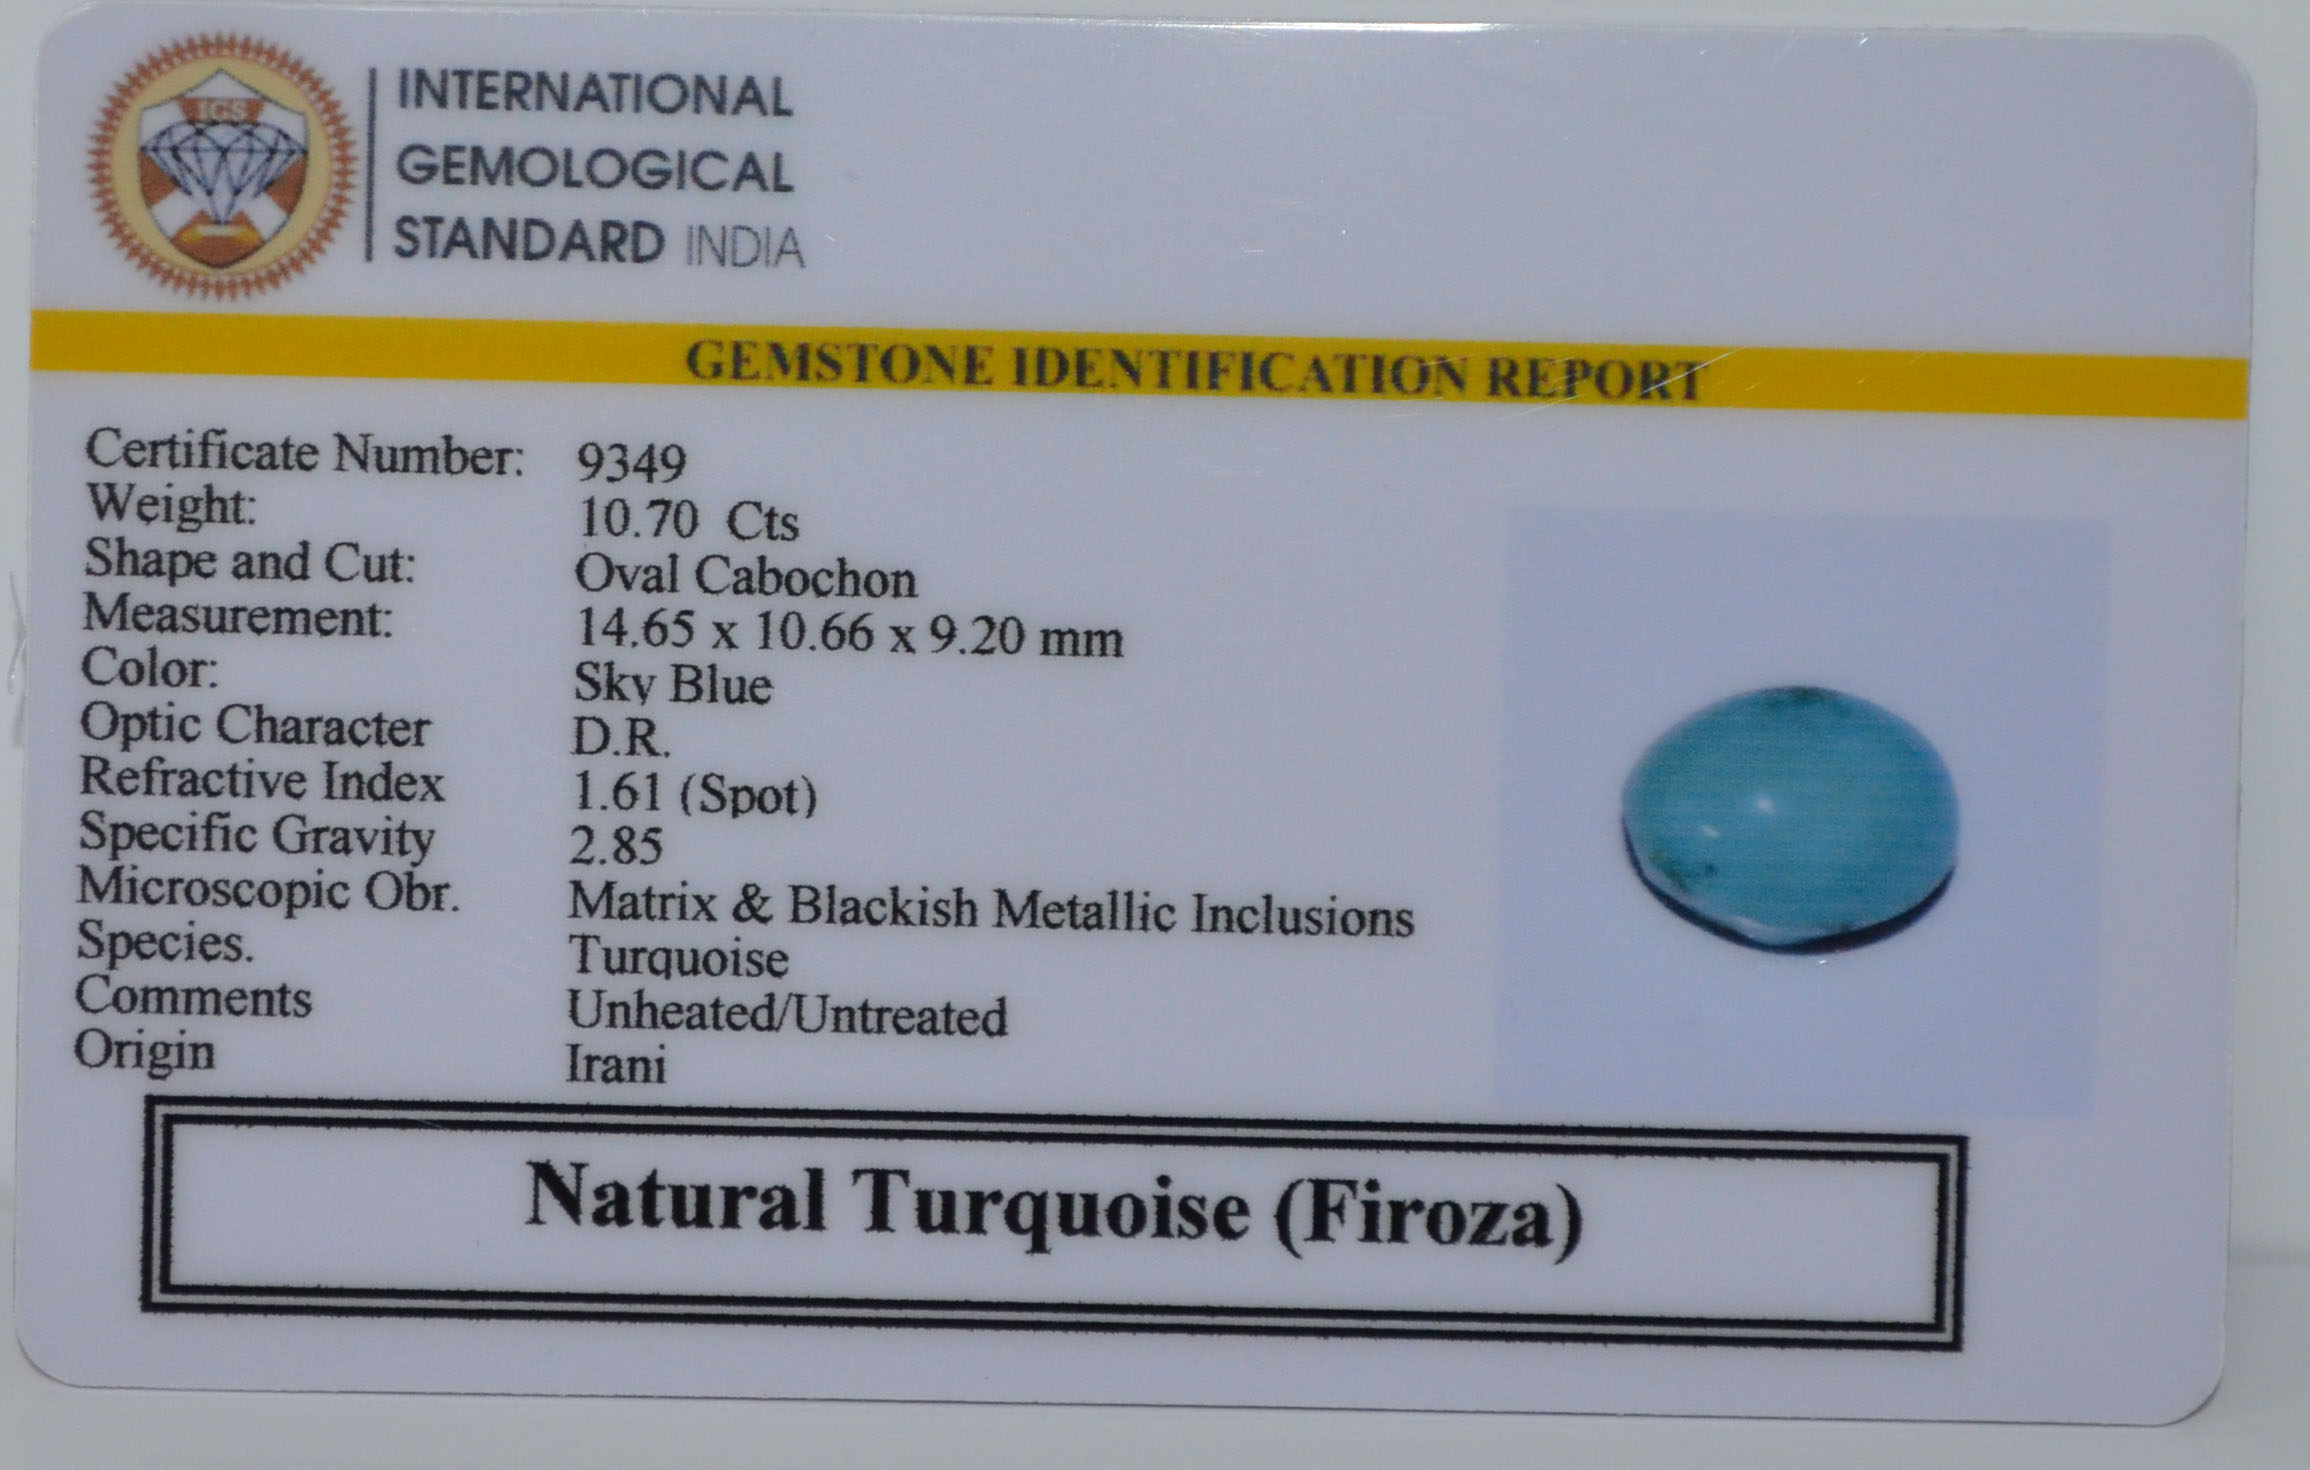 IGS
INTERNATIONAL
GEMOLOGICAL
STANDARD INDIA
GEMSTONE IDENTIFICATION REPORT
Certificate Number: 9349
Weight: 10.70 Cts
Shape and Cut: Oval Cabochon
Measurement: 14.65 x 10.66 x 9.20 mm
Color: Sky Blue
Optic Character D.R.
Refractive Index 1.61 (Spot)
Specific Gravity 2.85
Microscopic Obr. Matrix & Blackish Metallic Inclusions
Species. Turquoise
Comments Unheated/Untreated
Origin Irani
Natural Turquoise (Firoza)